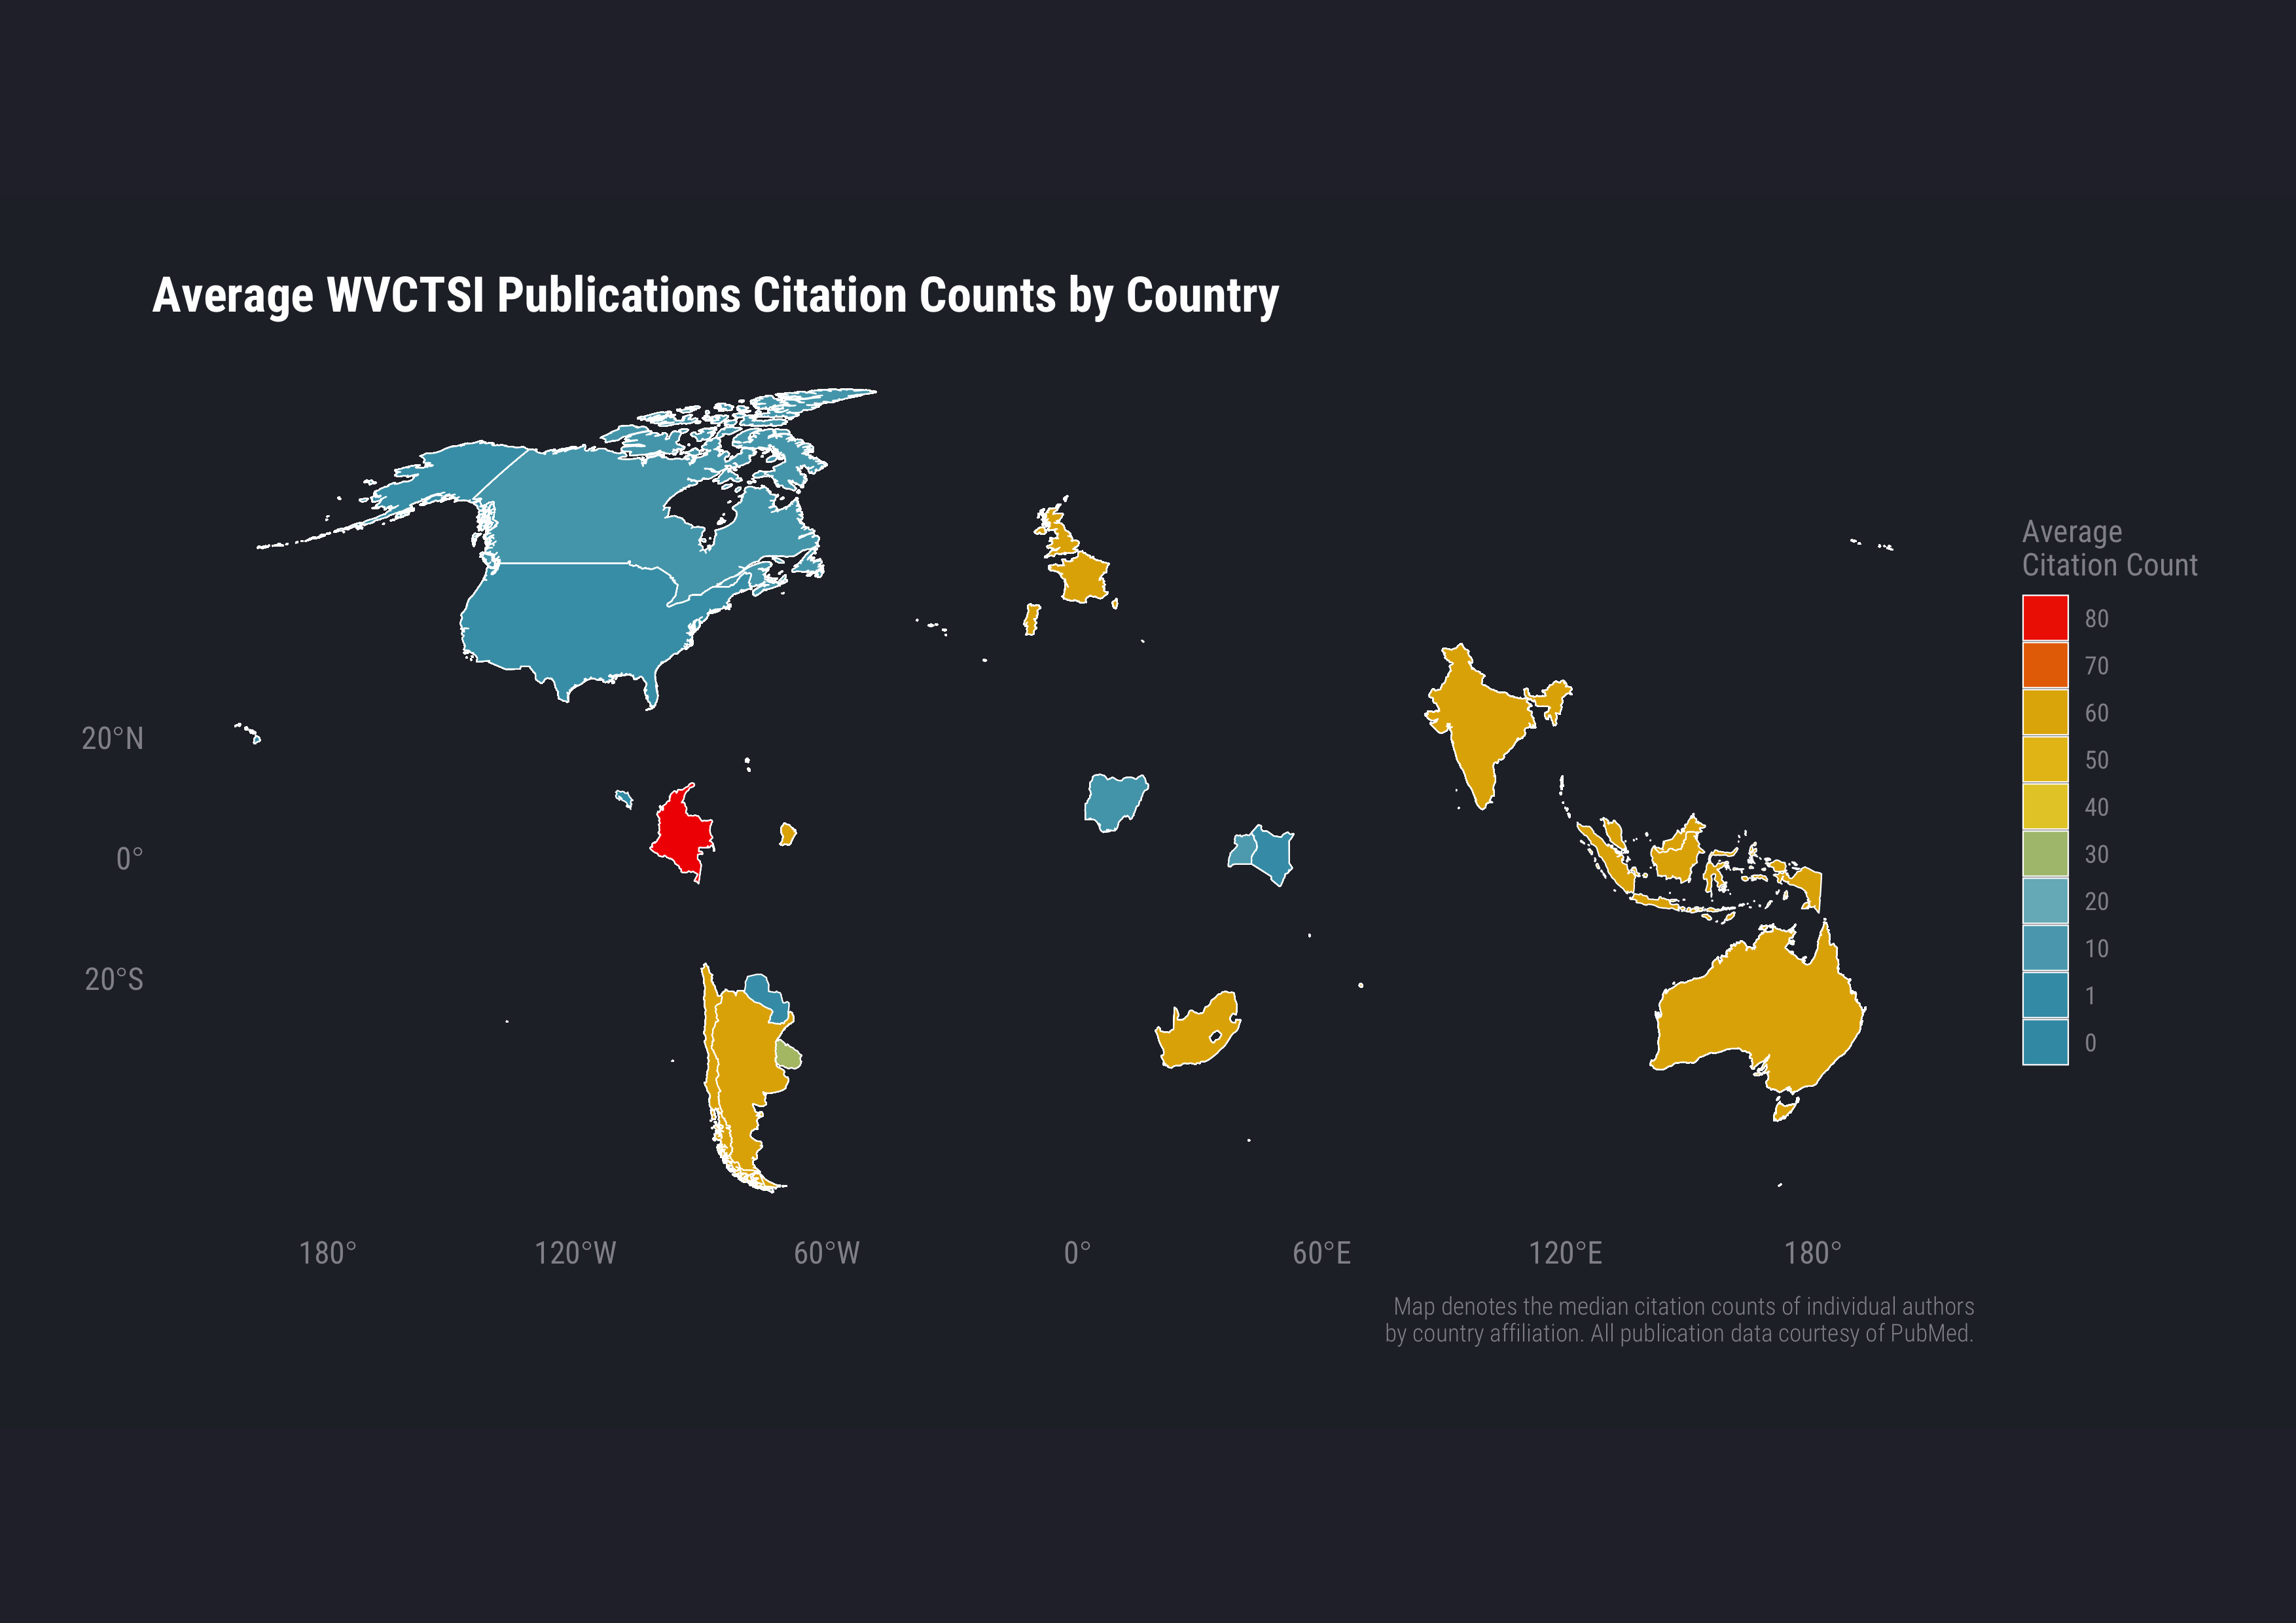 Average WVCTSI Publications Citation Counts by Country
Average
Citation Count
80
70
60
50
40
30
20
10
1
0
20°N
0°
20°S
180°
120°W
60°W
0°
60°E
120°E
180°
Map denotes the median citation counts of individual authors
by country affiliation. All publication data courtesy of PubMed.